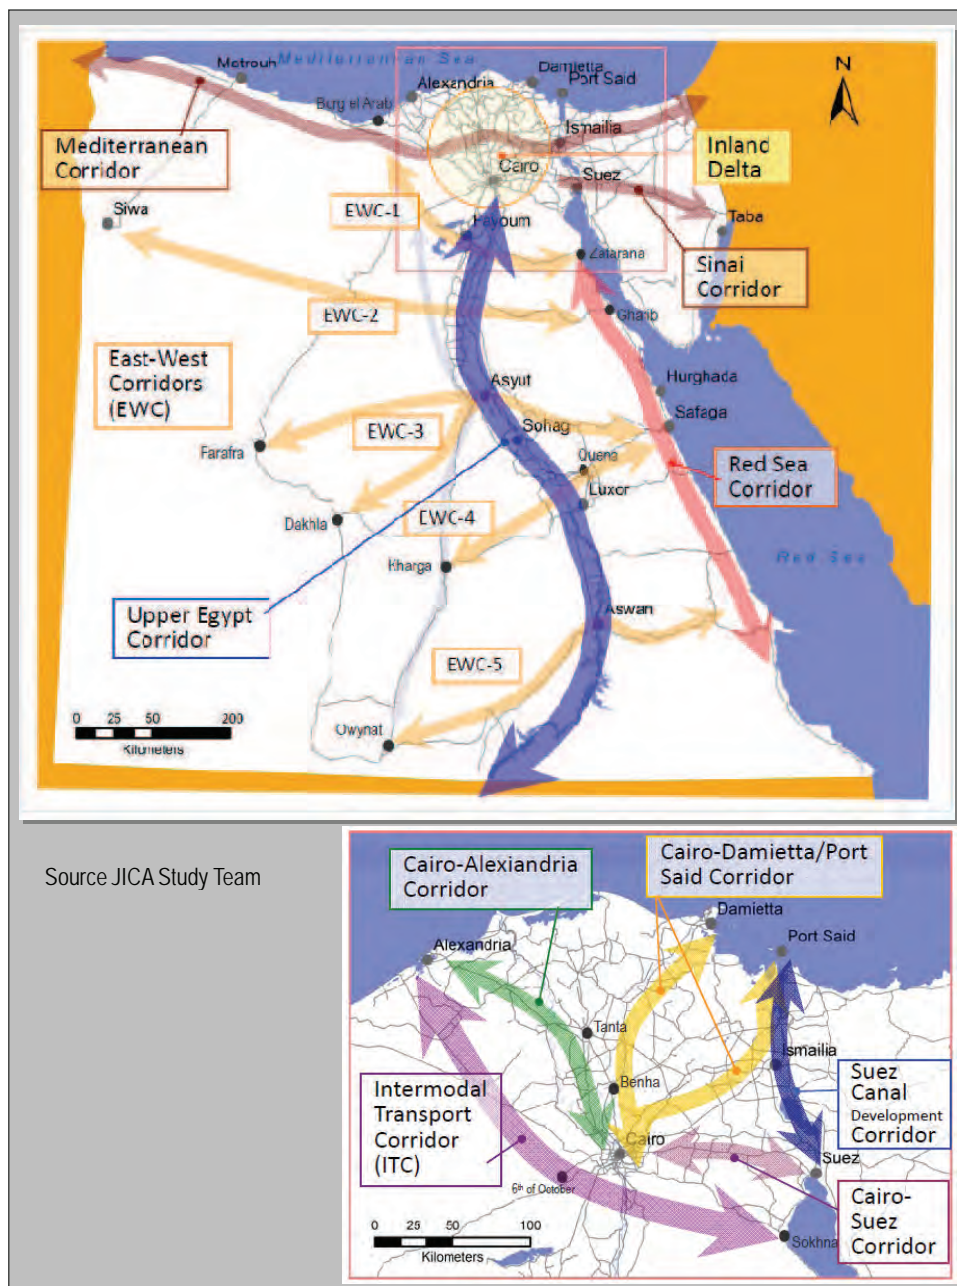 Mediterranean Sea
Matrouh
Alexandria
Damietta
Port Said
N
Burg el Arab
Ismailia
Mediterranean
Corridor
Inland
Delta
Cairo
Suez
Siwa
EWC-1
Fayoum
Taba
Zafarana
Sinai
Corridor
EWC-2
Gharib
East-West
Corridors
(EWC)
Asyut
Hurghada
Safaga
EWC-3
Sohag
Farafra
Quena
Red Sea
Corridor
Luxor
Dakhla
EWC-4
Kharga
Red Sea
Upper Egypt
Corridor
Aswan
EWC-5
0 25 50 200
Kilometers
Owynat
Source JICA Study Team
Cairo-Alexiandria
Corridor
Cairo-Damietta/Port
Said Corridor
Damietta
Alexandria
Port Said
Tanta
Ismailia
Intermodal
Transport
Corridor
(ITC)
Benha
Suez
Canal
Development
Corridor
Cairo
Suez
6th of October
Cairo-
Suez
Corridor
0 25 50 100
Kilometers
Sokhna